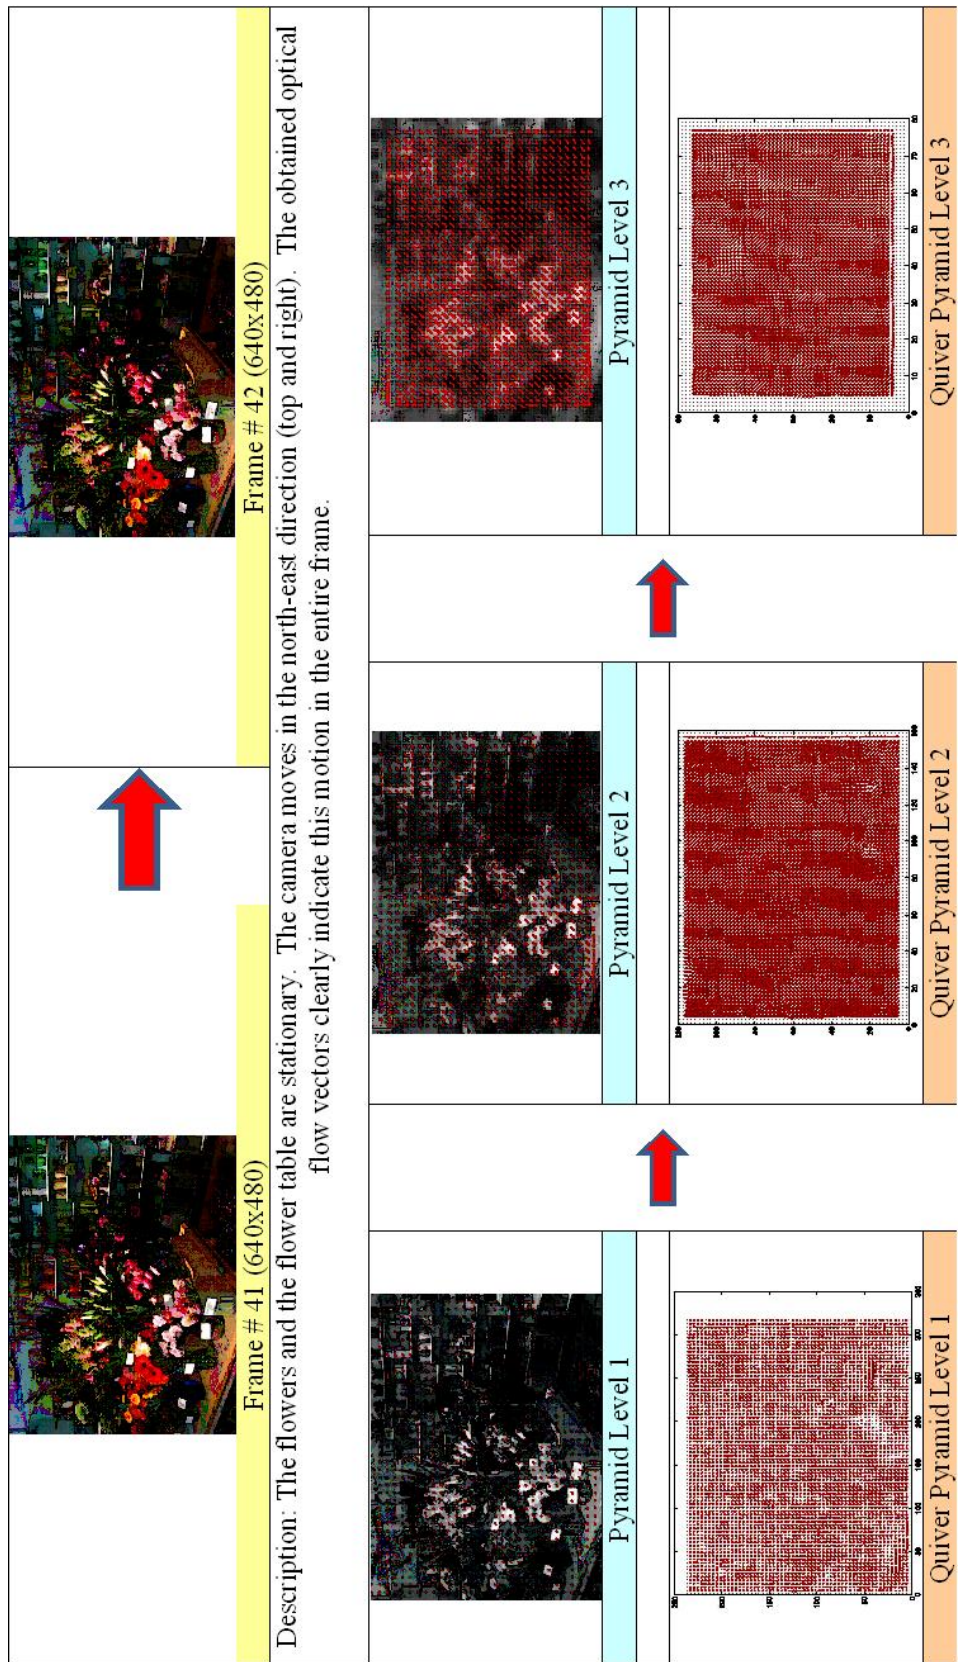 Frame # 41 (640x480)
Frame # 42 (640x480)
Description: The flowers and the flower table are stationary. The camera moves in the north-east direction (top and right). The obtained optical
flow vectors clearly indicate this motion in the entire frame.
Pyramid Level 1
Pyramid Level 2
Pyramid Level 3
Quiver Pyramid Level 1
Quiver Pyramid Level 2
Quiver Pyramid Level 3